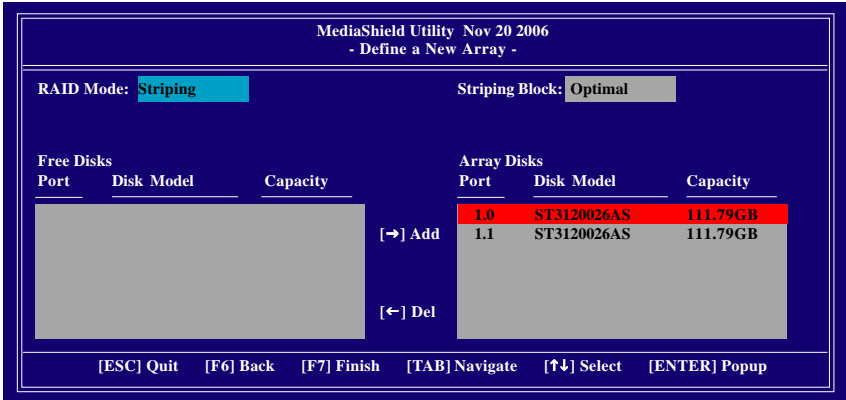 MediaShield Utility Nov 20 2006
- Define a New Array -
RAID Mode: Striping
Striping Block: Optimal
Free Disks
Port Disk Model Capacity
Array Disks
Port Disk Model Capacity
1.0 ST3120026AS 111.79GB
1.1 ST3120026AS 111.79GB
[→] Add
[←] Del
[ESC] Quit [F6] Back [F7] Finish [TAB] Navigate [↑↓] Select [ENTER] Popup